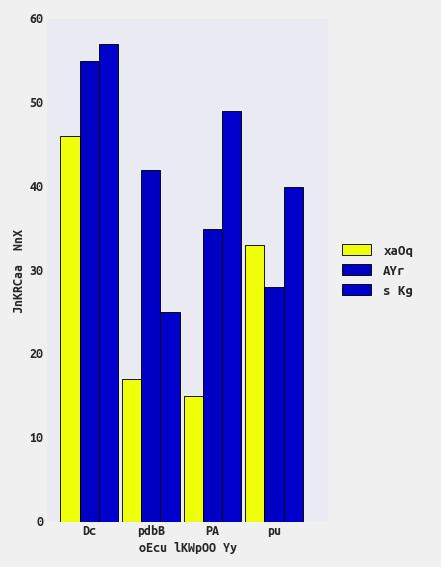 60
50
40
30
20
10
0
JnKRCaa  NnX
Dc pdbB PA pu
oEcu lKWpOO Yy
xaOq
AYr
s Kg